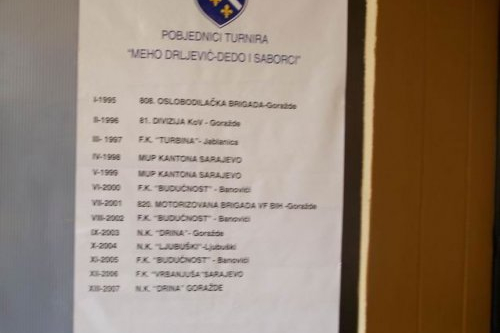 POBJEDNICI TURNIRA
"MEHO DRLJEVIĆ-DEDO I SABORCI"
I-1995 808. OSLOBODILAČKA BRIGADA-Goražde
II-1996 81. DIVIZIJA KoV - Goražde
III- 1997 F.K. "TURBINA"- Jablanica
IV-1998 MUP KANTONA SARAJEVO
V-1999 MUP KANTONA SARAJEVO
VI-2000 F.K. "BUDUĆNOST" - Banovići
VII-2001 820. MOTORIZOVANA BRIGADA VF BIH -Goražde
VIII-2002 F.K. "BUDUĆNOST" - Banovići
IX-2003 N.K. "DRINA"- Goražde
X-2004 N.K. "LJUBUŠKI"-Ljubuški
XI-2005 F.K. "BUDUĆNOST" - Banovići
XII-2006 F.K. "VRBANJUŠA"SARAJEVO
XIII-2007 N.K. "DRINA" GORAŽDE